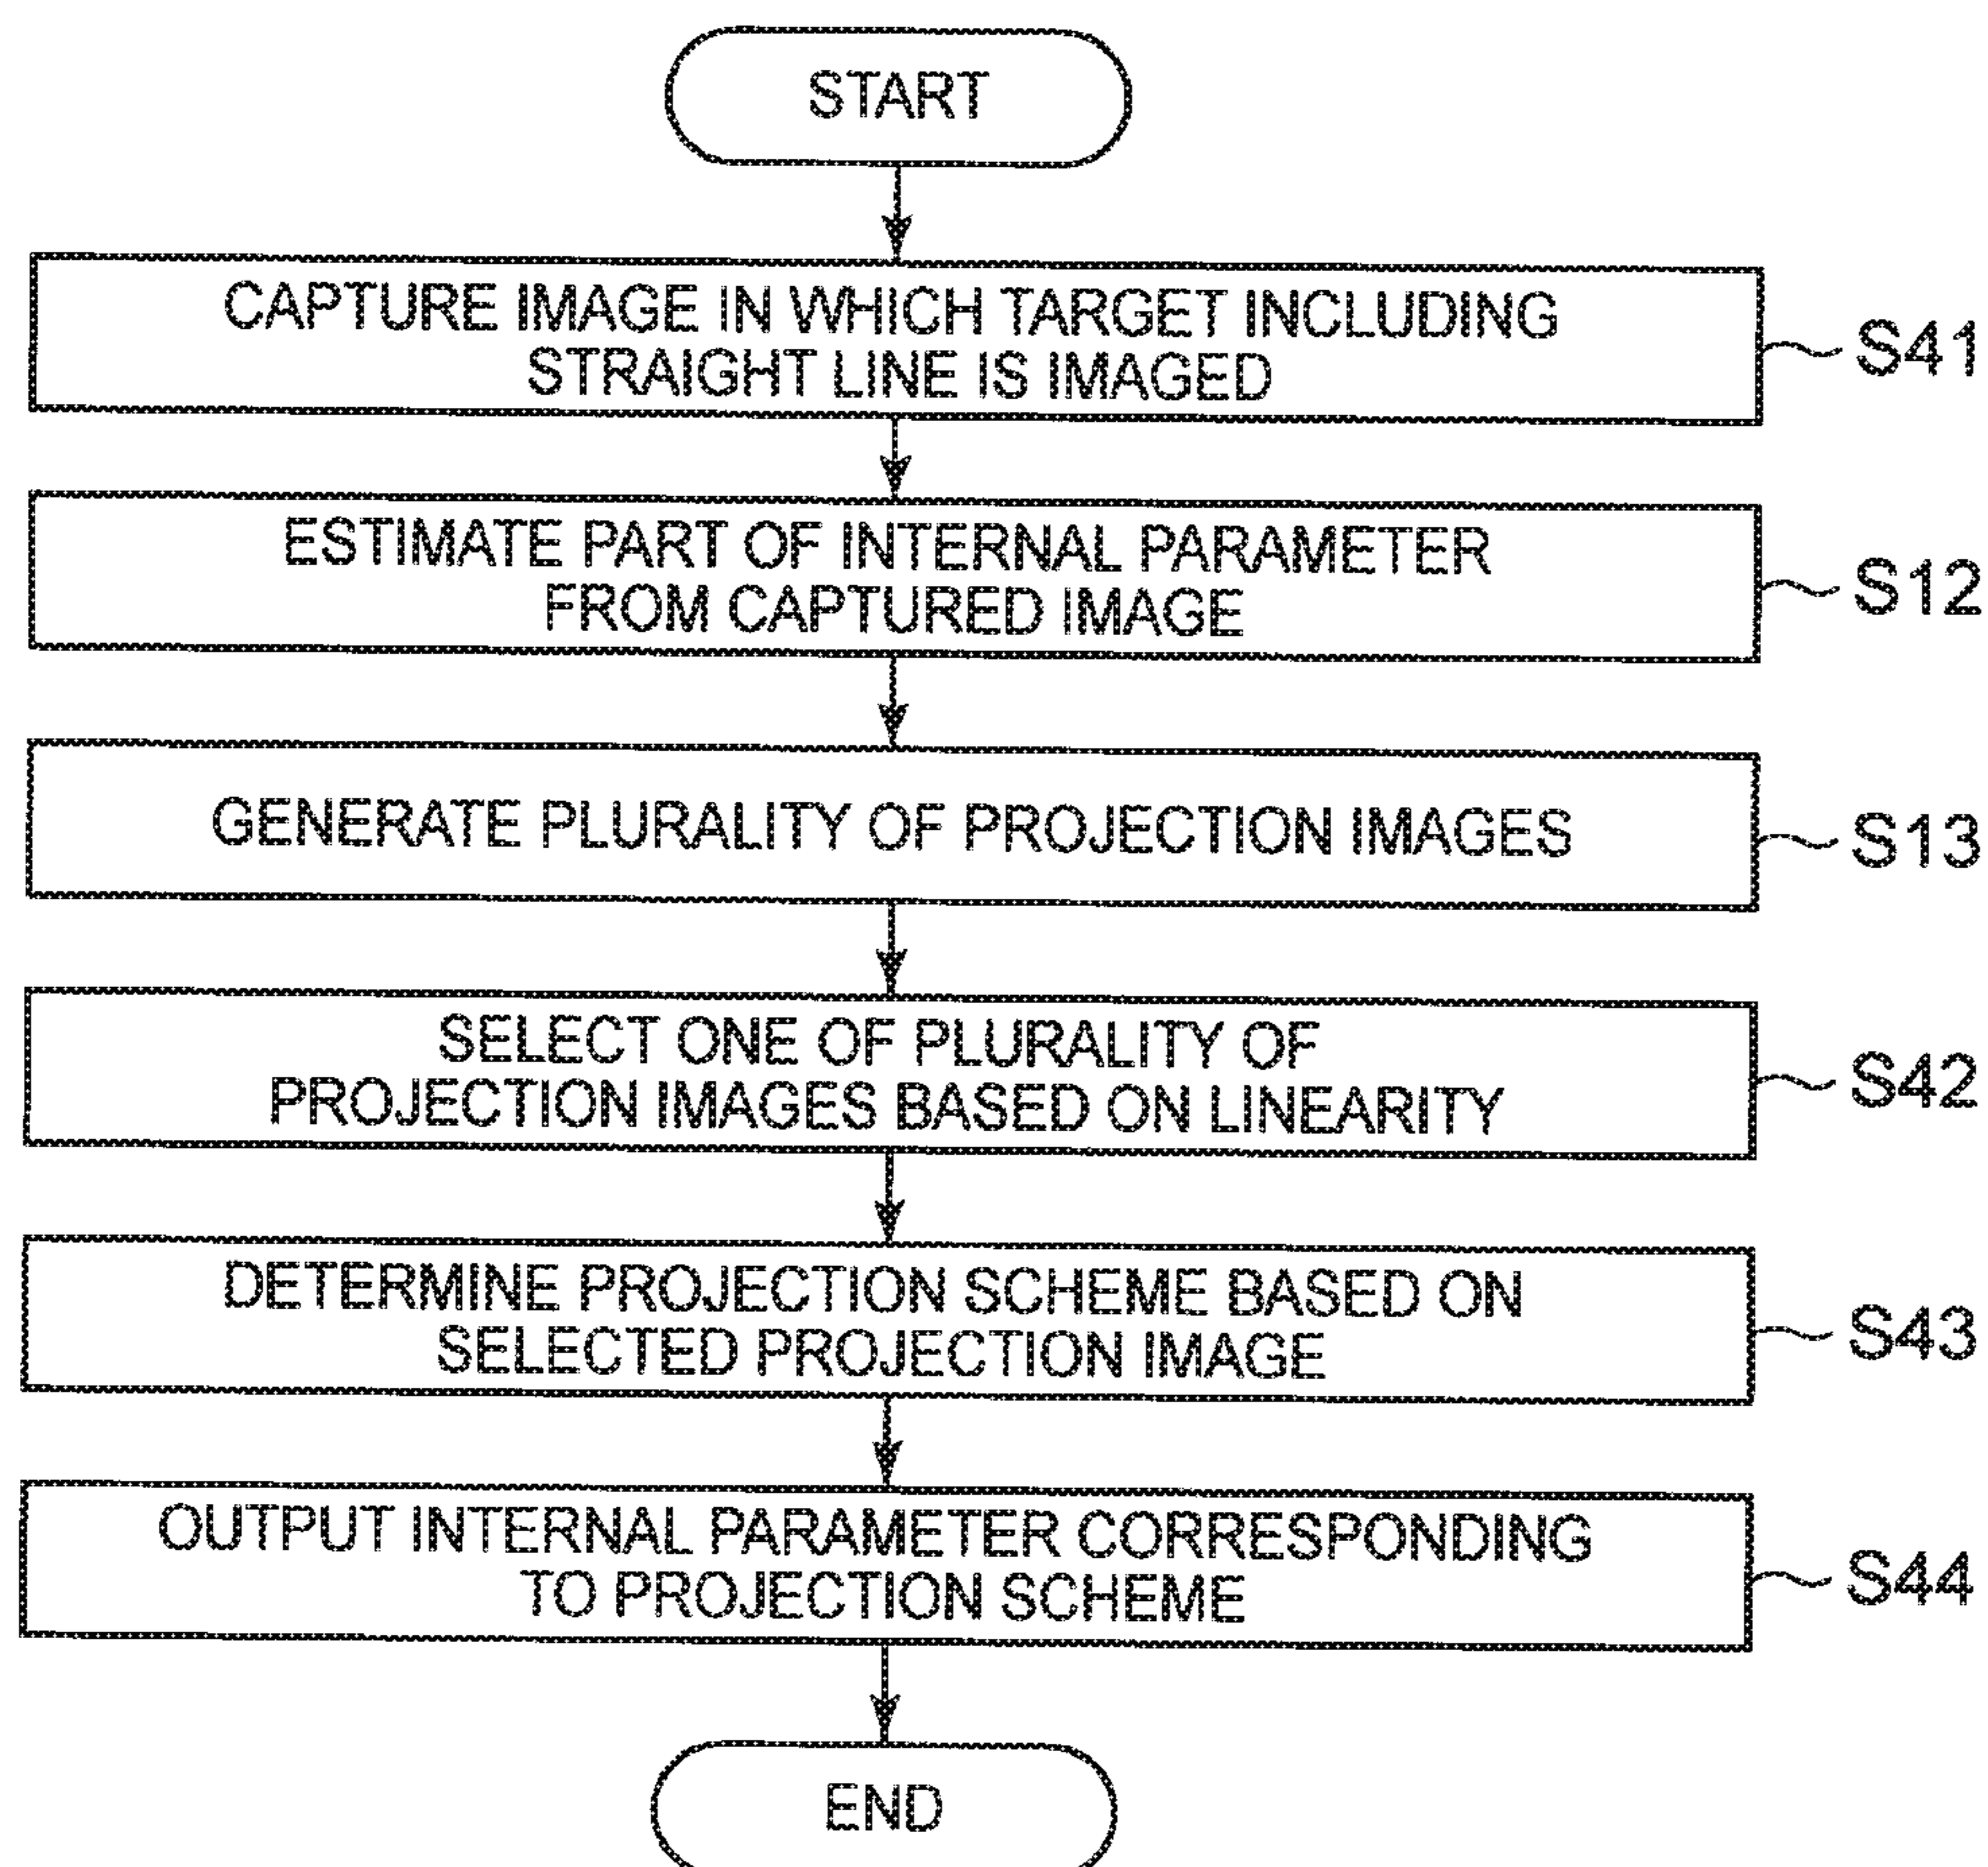 START
CAPTURE IMAGE IN WHICH TARGET INCLUDING
STRAIGHT LINE IS IMAGED
S41
ESTIMATE PART OF INTERNAL PARAMETER
FROM CAPTURED IMAGE
S12
GENERATE PLURALITY OF PROJECTION IMAGES
S13
SELECT ONE OF PLURALITY OF
PROJECTION IMAGES BASED ON LINEARITY
S42
DETERMINE PROJECTION SCHEME BASED ON
SELECTED PROJECTION IMAGE
S43
OUTPUT INTERNAL PARAMETER CORRESPONDING
TO PROJECTION SCHEME
S44
END